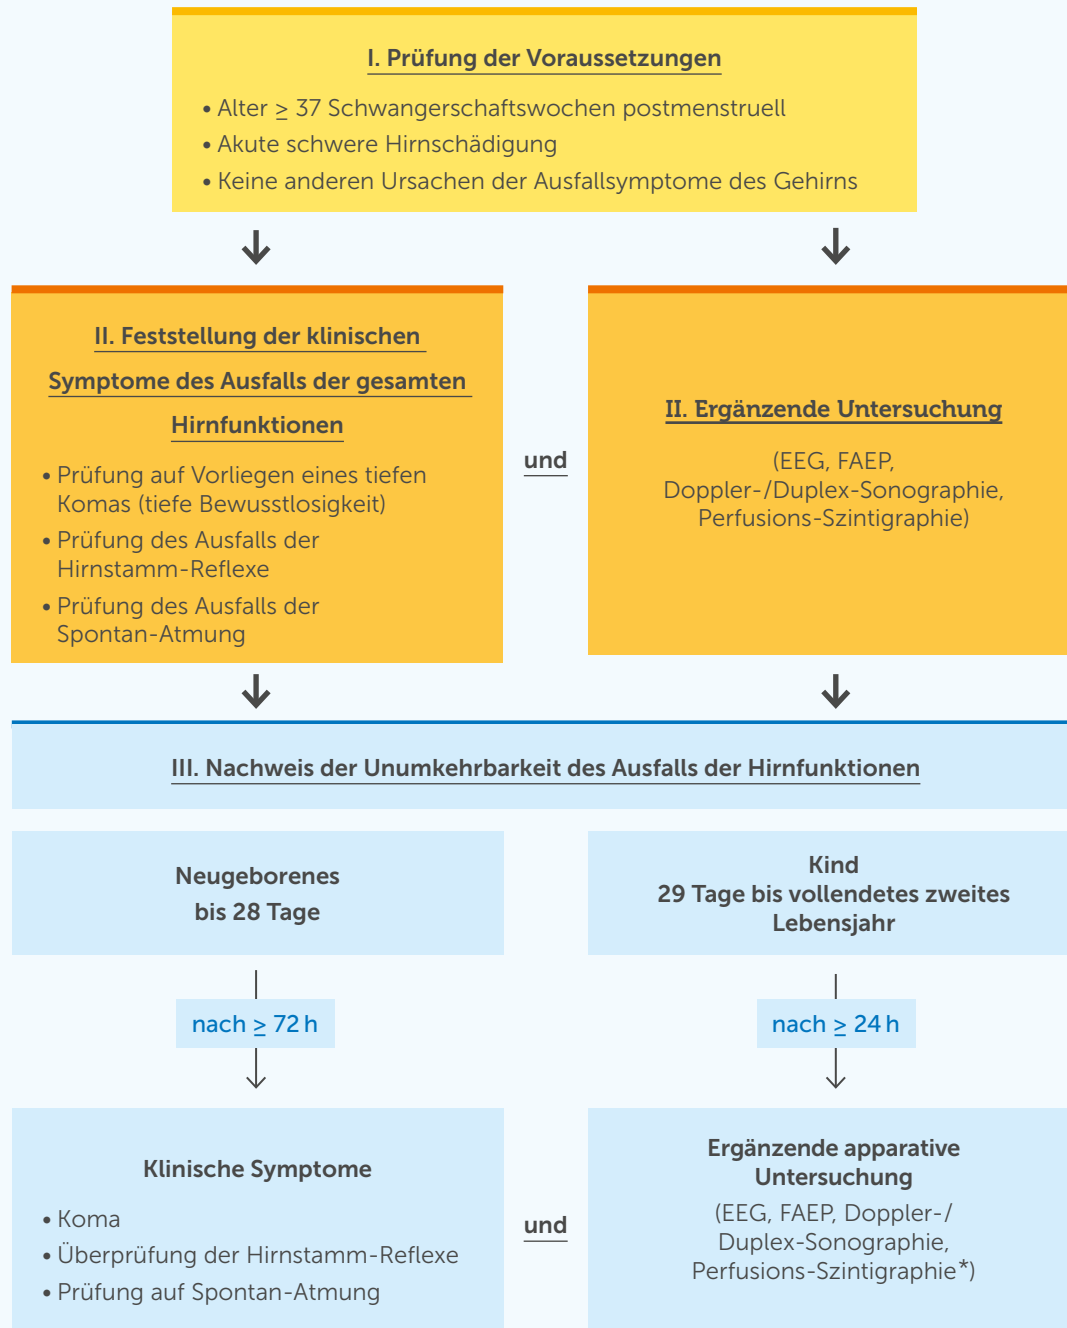 I. Prüfung der Voraussetzungen
• Alter ≥ 37 Schwangerschaftswochen postmenstruell
• Akute schwere Hirnschädigung
• Keine anderen Ursachen der Ausfallsymptome des Gehirns
II. Feststellung der klinischen
Symptome des Ausfalls der gesamten
Hirnfunktionen
• Prüfung auf Vorliegen eines tiefen
Komas (tiefe Bewusstlosigkeit)
• Prüfung des Ausfalls der
Hirnstamm-Reflexe
• Prüfung des Ausfalls der
Spontan-Atmung
und
II. Ergänzende Untersuchung
(EEG, FAEP,
Doppler-/Duplex-Sonographie,
Perfusions-Szintigraphie)
III. Nachweis der Unumkehrbarkeit des Ausfalls der Hirnfunktionen
Neugeborenes
bis 28 Tage
Kind
29 Tage bis vollendetes zweites
Lebensjahr
nach ≥ 72 h
nach ≥ 24 h
Klinische Symptome
• Koma
• Überprüfung der Hirnstamm-Reflexe
• Prüfung auf Spontan-Atmung
und
Ergänzende apparative
Untersuchung
(EEG, FAEP, Doppler-/
Duplex-Sonographie,
Perfusions-Szintigraphie*)